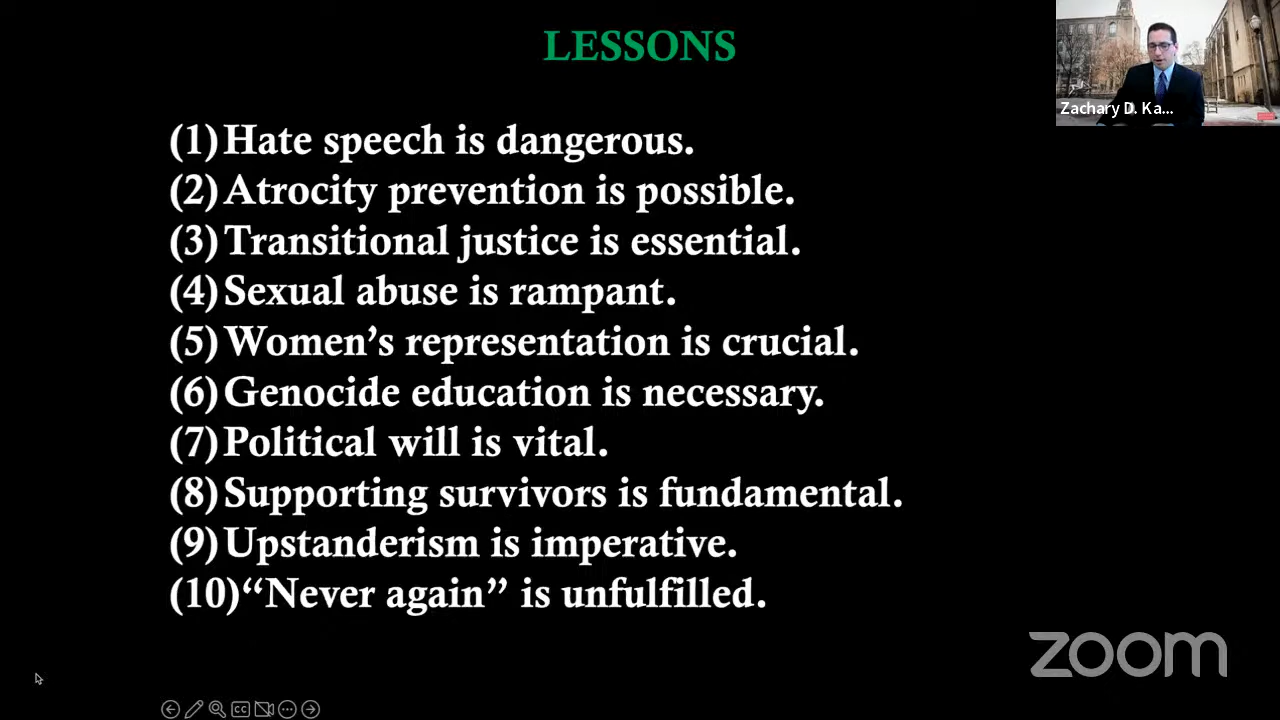 LESSONS
Zachary D. Ka...
(1) Hate speech is dangerous.
(2) Atrocity prevention is possible.
(3) Transitional justice is essential.
(4) Sexual abuse is rampant.
(5) Women’s representation is crucial.
(6) Genocide education is necessary.
(7) Political will is vital.
(8) Supporting survivors is fundamental.
(9) Upstanderism is imperative.
(10) “Never again” is unfulfilled.
zoom
CC